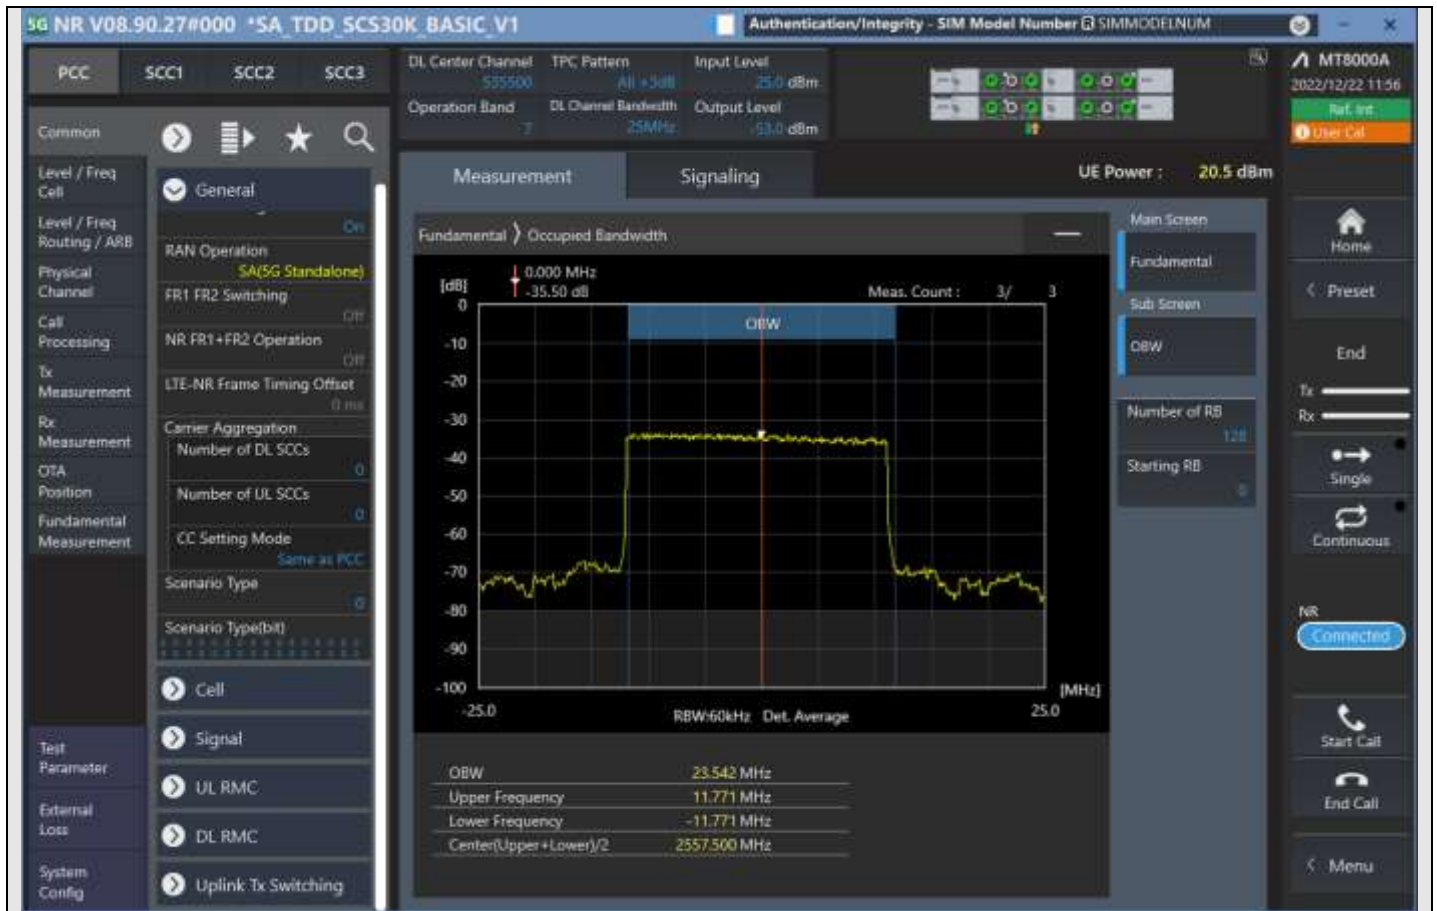 5G NR V08.90.27#000 *SA_TDD_SCS30K_BASIC_V1
Authentication/Integrity - SIM Model Number SIMMODELNUM
PCC SCC1 SCC2 SCC3
DL Center Channel TPC Pattern Input Level
535500 All +3dB 25.0 dBm
Operation Band DL Channel Bandwidth Output Level
7 25MHz -53.0 dBm
MT8000A
2022/12/22 11:56
Ref. Int
User Cal
Common
Level / Freq
Cell
Level / Freq
Routing / ARB
Physical
Channel
Call
Processing
Tx
Measurement
Rx
Measurement
OTA
Position
Fundamental
Measurement
Test
Parameter
External
Loss
System
Config
General
On
RAN Operation
SA(5G Standalone)
FR1 FR2 Switching
Off
NR FR1+FR2 Operation
Off
LTE-NR Frame Timing Offset
0 ms
Carrier Aggregation
Number of DL SCCs
0
Number of UL SCCs
0
CC Setting Mode
Same as PCC
Scenario Type
0
Scenario Type(bit)
Cell
Signal
UL RMC
DL RMC
Uplink Tx Switching
Measurement Signaling
UE Power : 20.5 dBm
Fundamental 〉 Occupied Bandwidth
0.000 MHz
-35.50 dB
Meas. Count : 3/ 3
[dB]
0
-10
-20
-30
-40
-50
-60
-70
-80
-90
-100
OBW
[MHz]
-25.0 RBW:60kHz Det. Average 25.0
OBW 23.542 MHz
Upper Frequency 11.771 MHz
Lower Frequency -11.771 MHz
Center(Upper+Lower)/2 2557.500 MHz
Main Screen
Fundamental
Sub Screen
OBW
Number of RB
128
Starting RB
0
Home
Preset
End
Tx
Rx
Single
Continuous
NR
Connected
Start Call
End Call
Menu